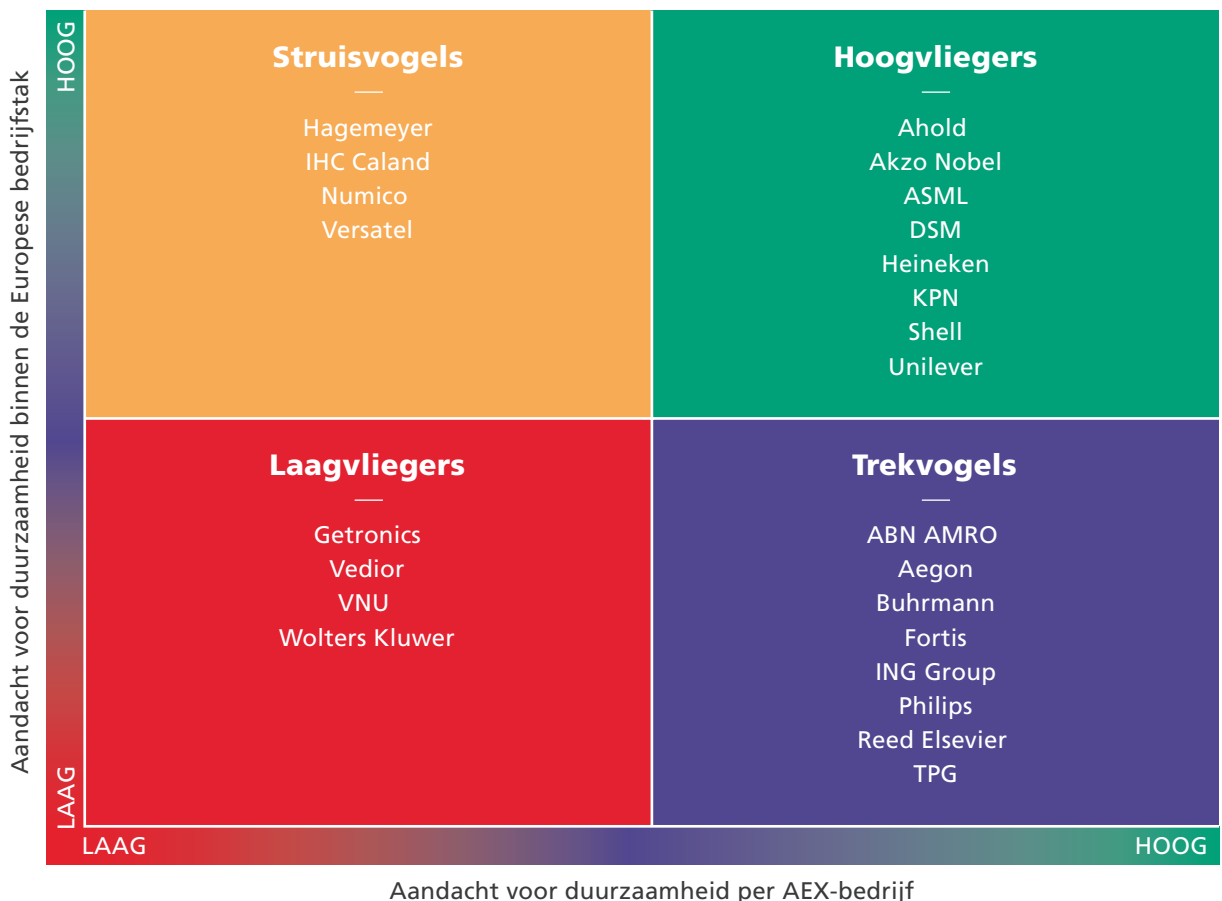 Aandacht voor duurzaamheid binnen de Europese bedrijfstak
HOOG
LAAG
Struisvogels
Hagemeyer
IHC Caland
Numico
Versatel
Hoogvliegers
Ahold
Akzo Nobel
ASML
DSM
Heineken
KPN
Shell
Unilever
Laagvliegers
Getronics
Vedior
VNU
Wolters Kluwer
Trekvogels
ABN AMRO
Aegon
Buhrmann
Fortis
ING Group
Philips
Reed Elsevier
TPG
LAAG
HOOG
Aandacht voor duurzaamheid per AEX-bedrijf